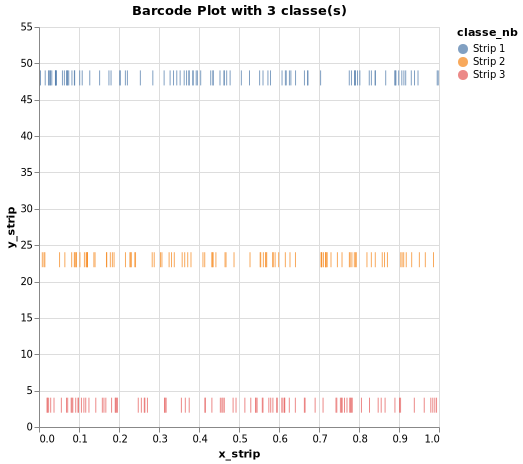 Barcode Plot with 3 classe(s)
classe_nb
Strip 1
Strip 2
Strip 3
y_strip
55
50
45
40
35
30
25
20
15
10
5
0
0.0 0.1 0.2 0.3 0.4 0.5 0.6 0.7 0.8 0.9 1.0
x_strip